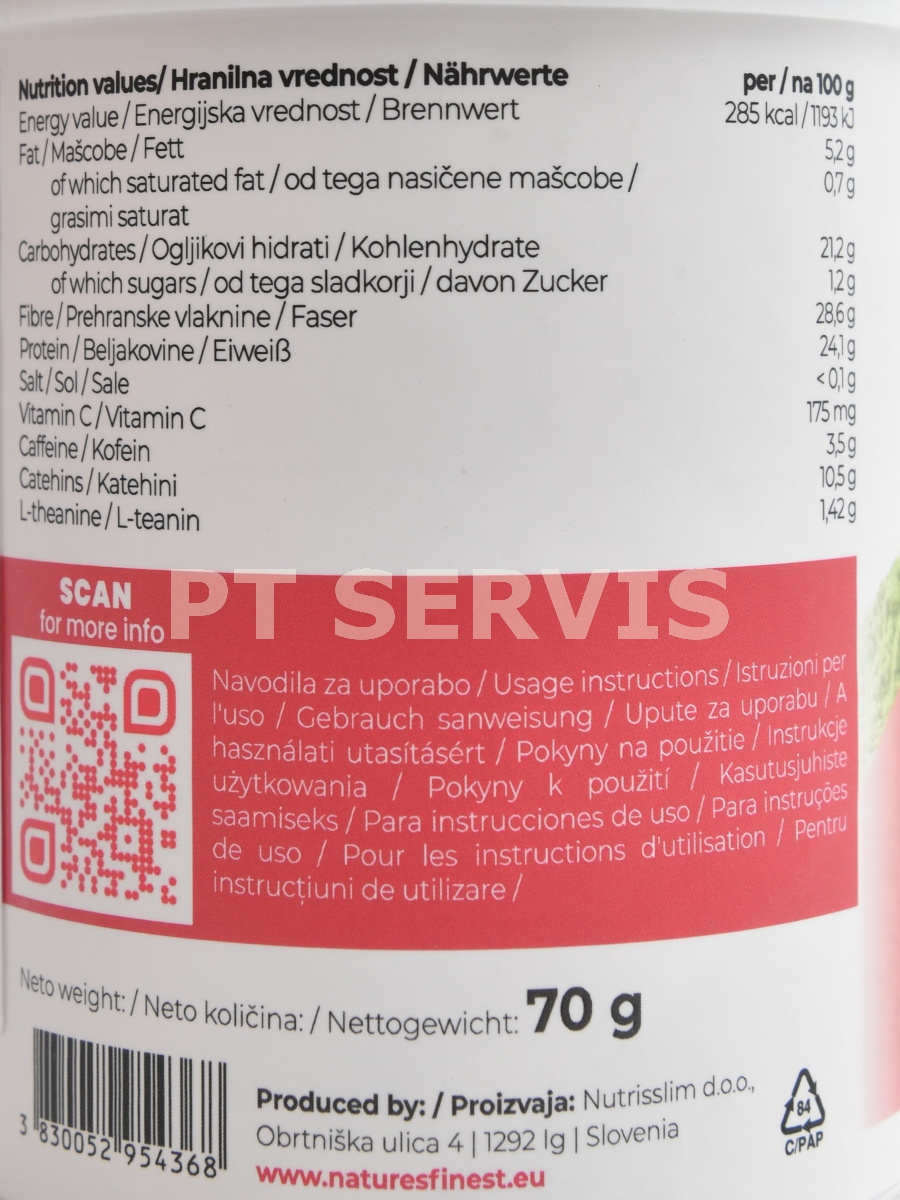 Nutrition values/ Hranilna vrednost / Nährwerte per / na 100 g
Energy value / Energijska vrednost / Brennwert 285 kcal / 1193 kJ
Fat / Mašcobe / Fett 5,2 g
of which saturated fat / od tega nasičene mašcobe / 0,7 g
grasimi saturat
Carbohydrates / Ogljikovi hidrati / Kohlenhydrate 21,2 g
of which sugars / od tega sladkorji / davon Zucker 1,2 g
Fibre / Prehranske vlaknine / Faser 28,6 g
Protein / Beljakovine / Eiweiß 24,1 g
Salt / Sol / Sale < 0,1 g
Vitamin C / Vitamin C 175 mg
Caffeine / Kofein 3,5 g
Catehins / Katehini 10,5 g
L-theanine / L-teanin 1,42 g
SCAN
for more info
PT SERVIS
Navodila za uporabo / Usage instructions / Istruzioni per
l'uso / Gebrauch sanweisung / Upute za uporabu / A
használati utasításért / Pokyny na použitie / Instrukcje
użytkowania / Pokyny k použití / Kasutusjuhiste
saamiseks / Para instrucciones de uso / Para instruções
de uso / Pour les instructions d'utilisation / Pentru
instrucțiuni de utilizare /
Neto weight: / Neto količina: / Nettogewicht: 70 g
3 830052 954368
Produced by: / Proizvaja: Nutrisslim d.o.o.,
Obrtniška ulica 4 | 1292 Ig | Slovenia
www.naturesfinest.eu
84
C/PAP